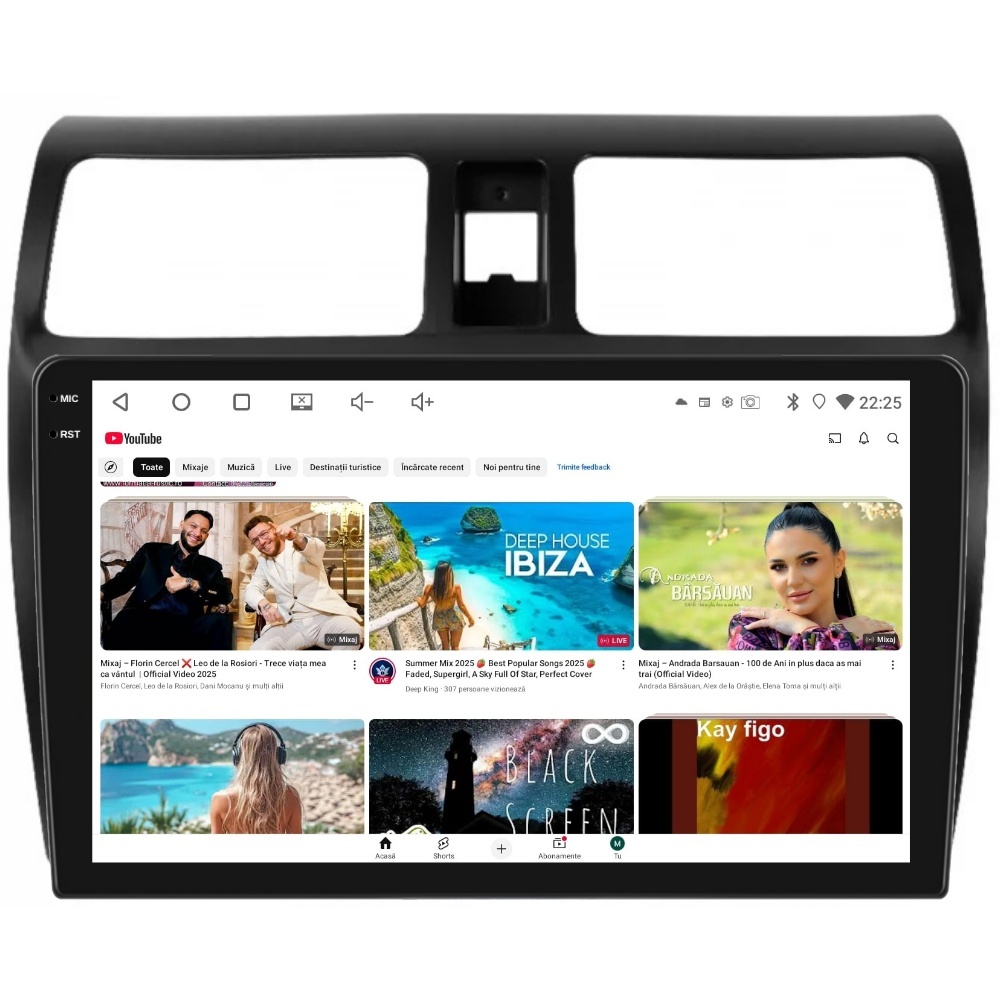 MIC
22:25
RST
YouTube
Toate Mixaje Muzică Live Destinații turistice Încărcate recent Noi pentru tine Trimite feedback
DEEP HOUSE
IBIZA
ANDRADA
BÂRSĂUAN
Mixaj
LIVE
Mixaj
Mixaj – Florin Cercel ❌ Leo de la Rosiori - Trece viața mea
ca vântul | Official Video 2025
Florin Cercel, Leo de la Rosiori, Dani Mocanu și mulți alții
LIVE
Summer Mix 2025 🍓 Best Popular Songs 2025 🍓
Faded, Supergirl, A Sky Full Of Star, Perfect Cover
Deep King · 307 persoane vizionează
Mixaj – Andrada Barsauan - 100 de Ani in plus daca as mai
trai (Official Video)
Andrada Bârsăuan, Alex de la Orăștie, Elena Toma și mulți alții
BLACK
SCREEN
Kay figo
Acasă Shorts Abonamente M Tu